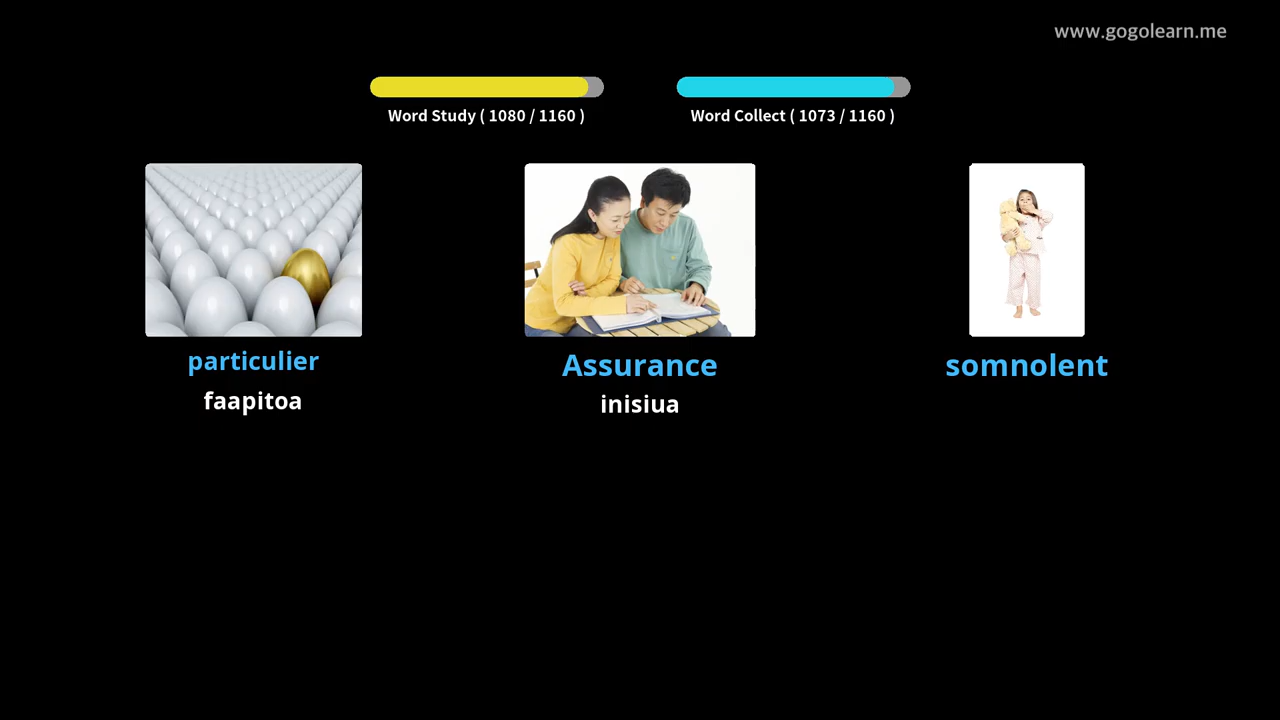 www.gogolearn.me
Word Study ( 1080 / 1160 )
Word Collect ( 1073 / 1160 )
particulier
faapitoa
Assurance
inisiua
somnolent